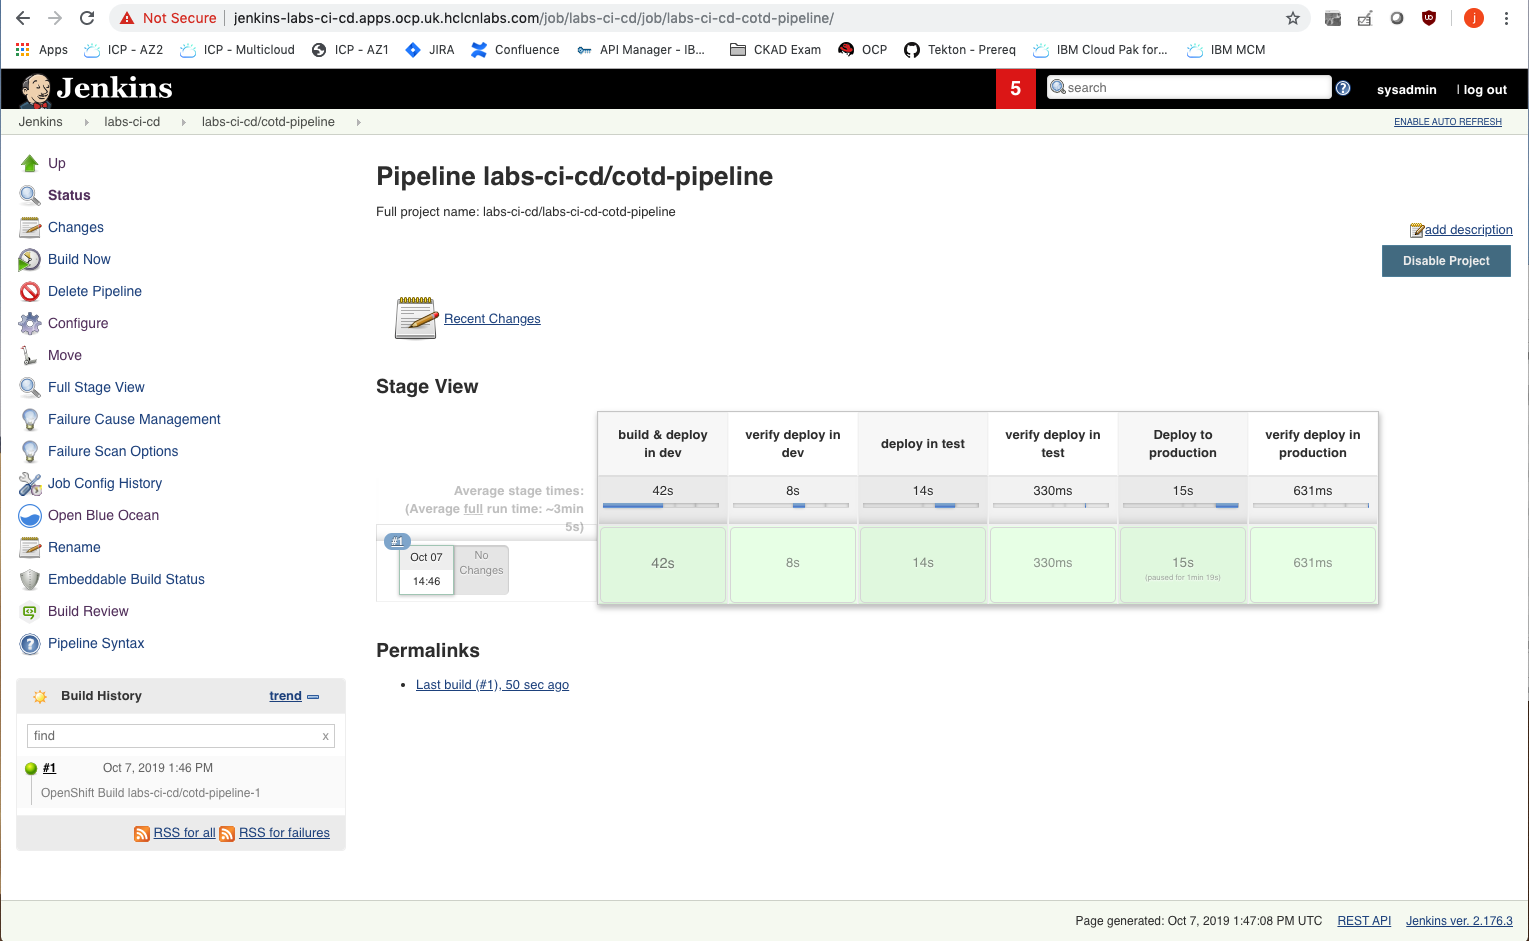 Not Secure | jenkins-labs-ci-cd.apps.ocp.uk.hclcnlabs.com/job/labs-ci-cd/job/labs-ci-cd-cotd-pipeline/
j
Apps ICP - AZ2 ICP - Multicloud ICP - AZ1 JIRA Confluence API Manager - IB... CKAD Exam OCP Tekton - Prereq IBM Cloud Pak for... IBM MCM
Jenkins 5 search ? sysadmin | log out
Jenkins labs-ci-cd labs-ci-cd/cotd-pipeline ENABLE AUTO REFRESH
Up
Status
Changes
Build Now
Delete Pipeline
Configure
Move
Full Stage View
Failure Cause Management
Failure Scan Options
Job Config History
Open Blue Ocean
Rename
Embeddable Build Status
Build Review
Pipeline Syntax
Build History trend
find x
#1 Oct 7, 2019 1:46 PM
OpenShift Build labs-ci-cd/cotd-pipeline-1
RSS for all RSS for failures
Pipeline labs-ci-cd/cotd-pipeline
Full project name: labs-ci-cd/labs-ci-cd-cotd-pipeline
add description
Disable Project
Recent Changes
Stage View
build & deploy in dev
verify deploy in dev
deploy in test
verify deploy in test
Deploy to production
verify deploy in production
Average stage times:
(Average full run time: ~3min
5s)
42s 8s 14s 330ms 15s 631ms
#1
Oct 07
14:46
No
Changes
42s 8s 14s 330ms 15s 631ms
(paused for 1min 19s)
Permalinks
Last build (#1), 50 sec ago
Page generated: Oct 7, 2019 1:47:08 PM UTC REST API Jenkins ver. 2.176.3